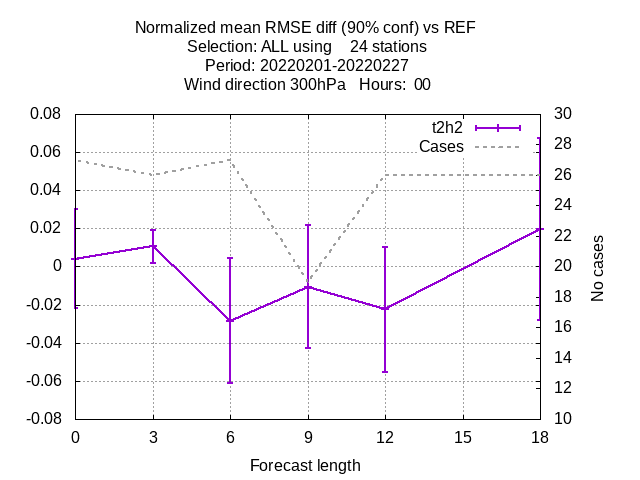 Normalized mean RMSE diff (90% conf) vs REF
Selection: ALL using    24 stations
Period: 20220201-20220227
Wind direction 300hPa   Hours:  00
t2h2
Cases
0.08
0.06
0.04
0.02
0
-0.02
-0.04
-0.06
-0.08
30
28
26
24
22
20
18
16
14
12
10
No cases
0 3 6 9 12 15 18
Forecast length